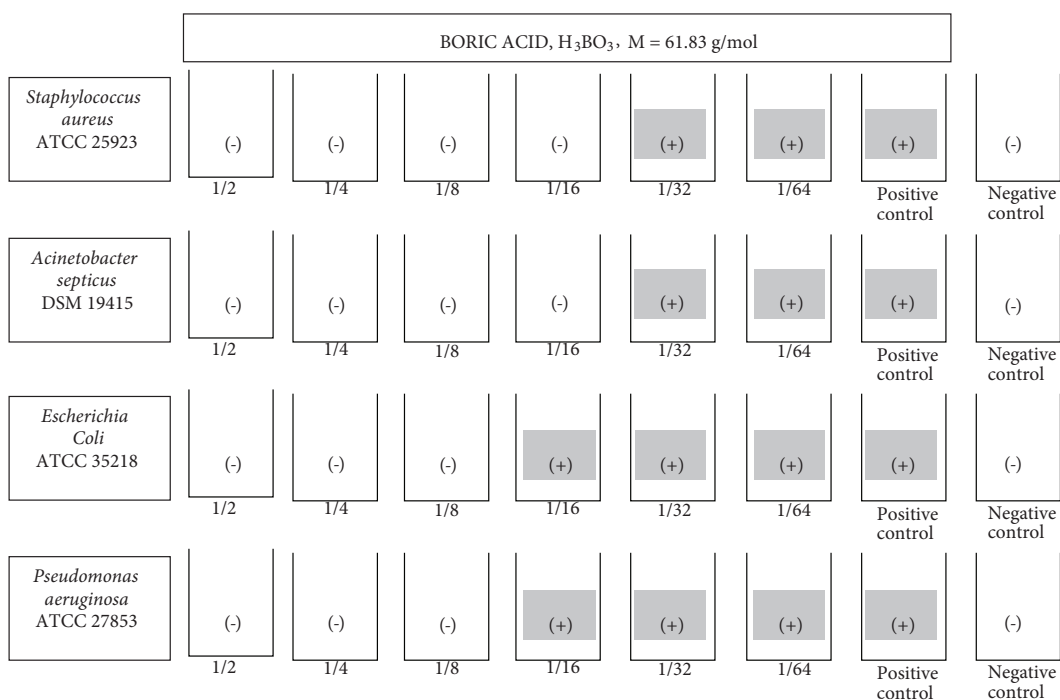 BORIC ACID, H₃BO₃, M = 61.83 g/mol
Staphylococcus
aureus
ATCC 25923
(-) (-) (-) (-) (+) (+) (+) (-)
1/2 1/4 1/8 1/16 1/32 1/64 Positive control Negative control
Acinetobacter
septicus
DSM 19415
(-) (-) (-) (-) (+) (+) (+) (-)
1/2 1/4 1/8 1/16 1/32 1/64 Positive control Negative control
Escherichia
Coli
ATCC 35218
(-) (-) (-) (+) (+) (+) (+) (-)
1/2 1/4 1/8 1/16 1/32 1/64 Positive control Negative control
Pseudomonas
aeruginosa
ATCC 27853
(-) (-) (-) (+) (+) (+) (+) (-)
1/2 1/4 1/8 1/16 1/32 1/64 Positive control Negative control